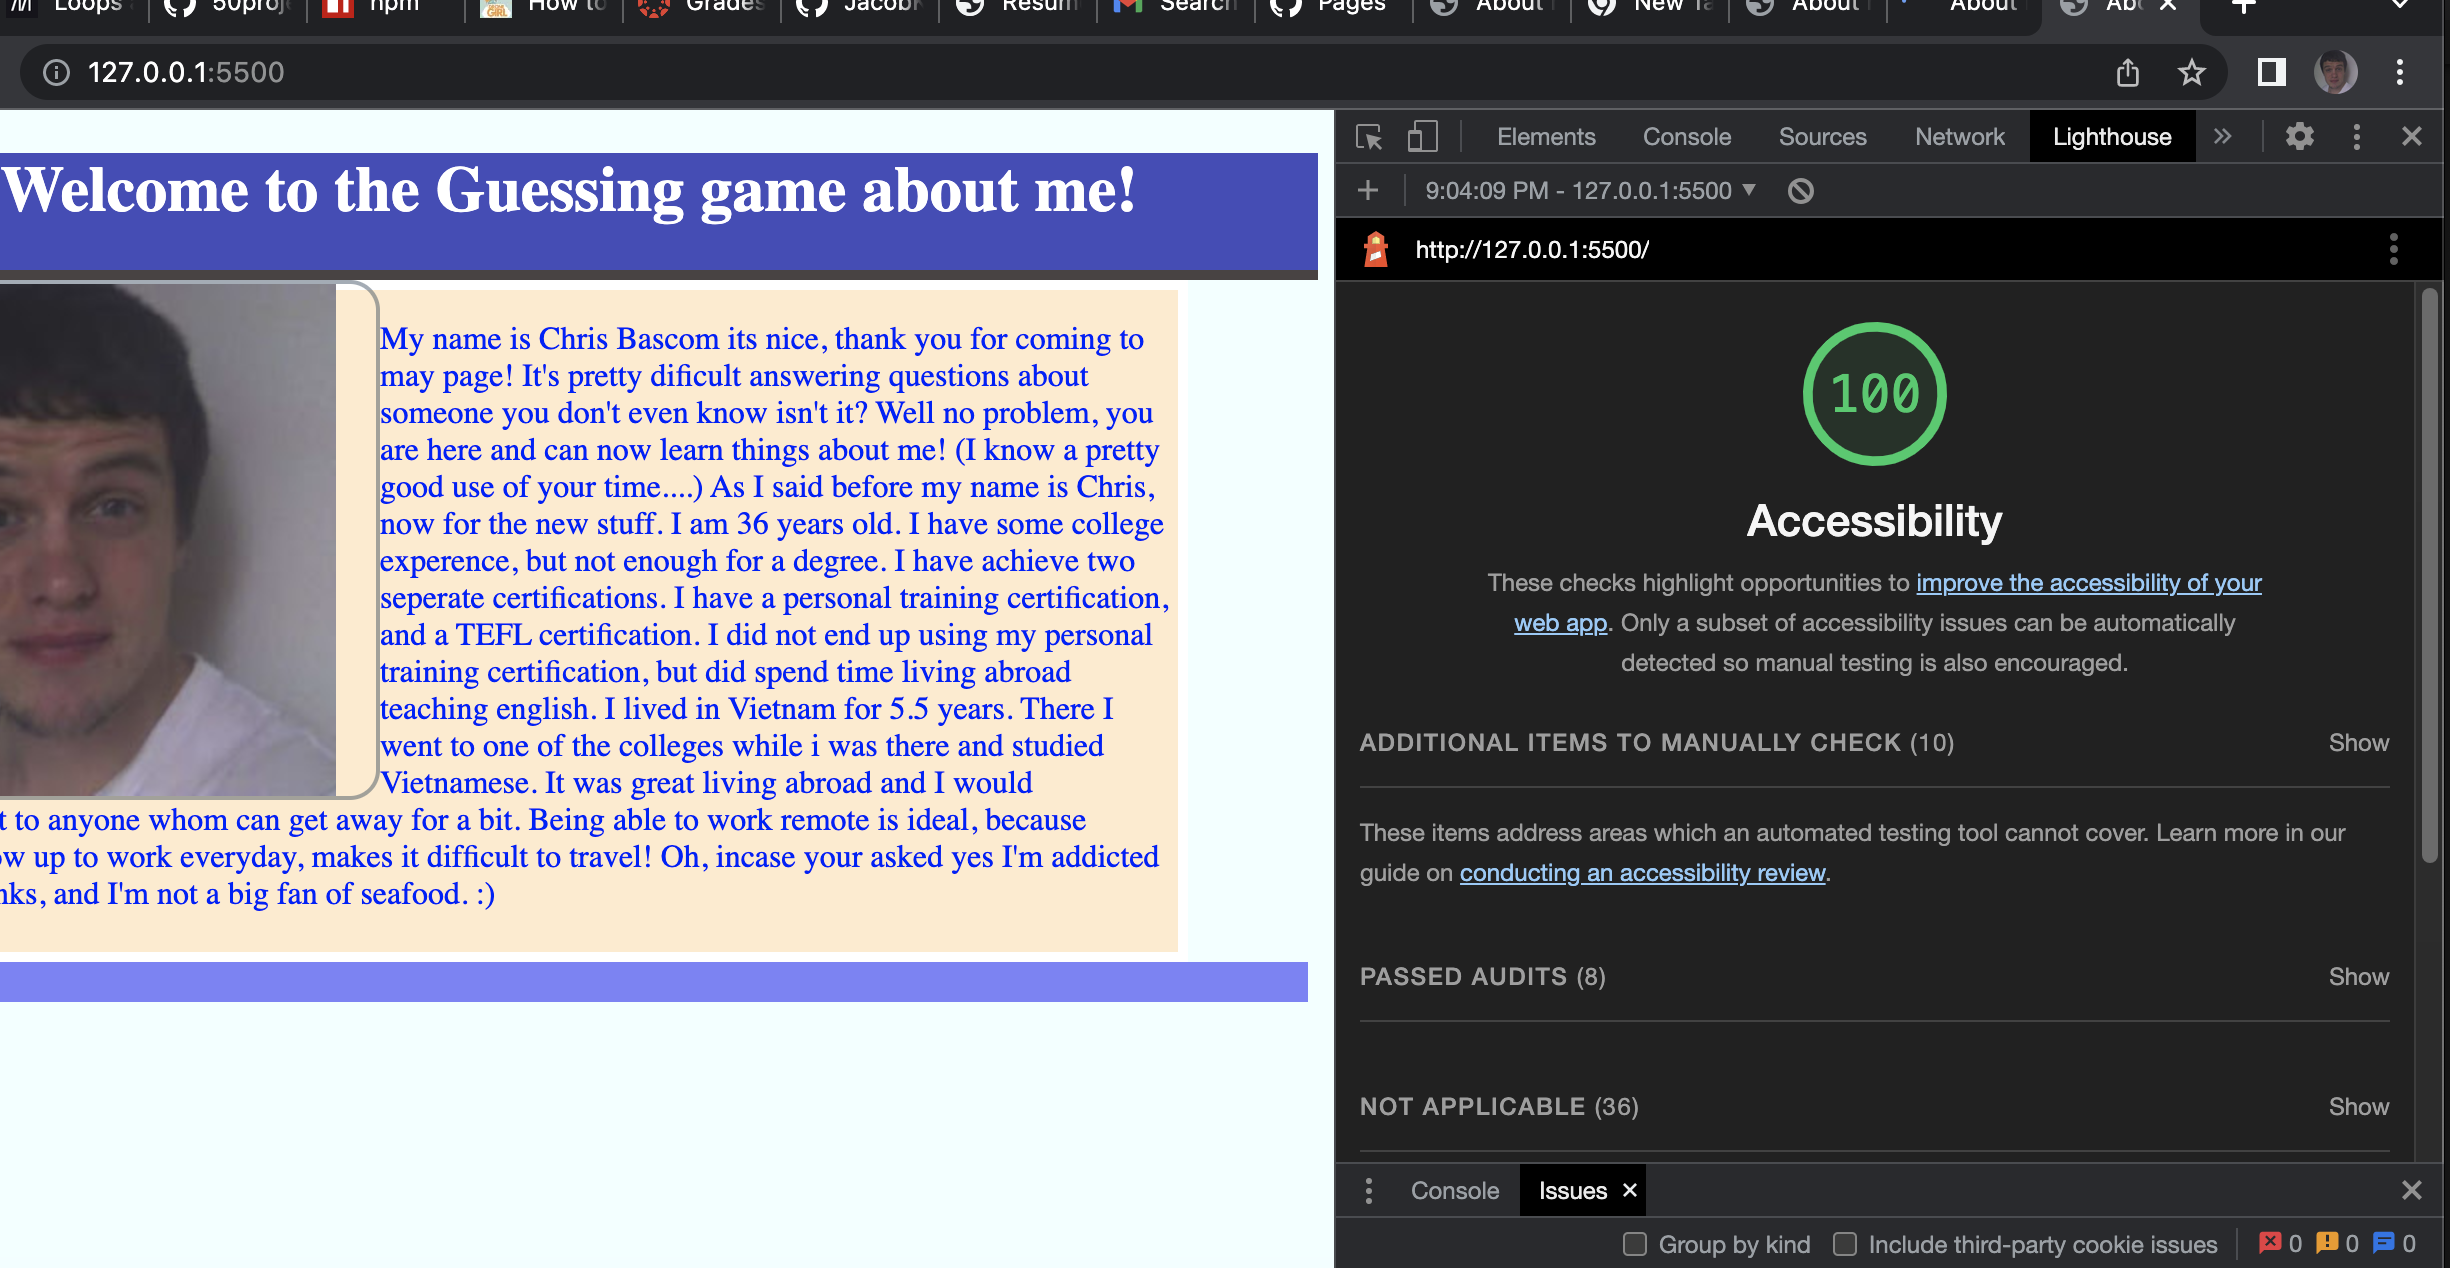 Loops
50proj
npm
How to
Grades
Search
Pages
About
About
About
127.0.0.1:5500
Welcome to the Guessing game about me!
My name is Chris Bascom its nice, thank you for coming to
may page! It's pretty dificult answering questions about
someone you don't even know isn't it? Well no problem, you
are here and can now learn things about me! (I know a pretty
good use of your time....) As I said before my name is Chris,
now for the new stuff. I am 36 years old. I have some college
experence, but not enough for a degree. I have achieve two
seperate certifications. I have a personal training certification,
and a TEFL certification. I did not end up using my personal
training certification, but did spend time living abroad
teaching english. I lived in Vietnam for 5.5 years. There I
went to one of the colleges while i was there and studied
Vietnamese. It was great living abroad and I would
t to anyone whom can get away for a bit. Being able to work remote is ideal, because
ow up to work everyday, makes it difficult to travel! Oh, incase your asked yes I'm addicted
nks, and I'm not a big fan of seafood. :)
Elements
Console
Sources
Network
Lighthouse
9:04:09 PM - 127.0.0.1:5500
http://127.0.0.1:5500/
100
Accessibility
These checks highlight opportunities to improve the accessibility of your
web app. Only a subset of accessibility issues can be automatically
detected so manual testing is also encouraged.
ADDITIONAL ITEMS TO MANUALLY CHECK (10)
Show
These items address areas which an automated testing tool cannot cover. Learn more in our
guide on conducting an accessibility review.
PASSED AUDITS (8)
Show
NOT APPLICABLE (36)
Show
Console
Issues
Group by kind
Include third-party cookie issues
0
0
0